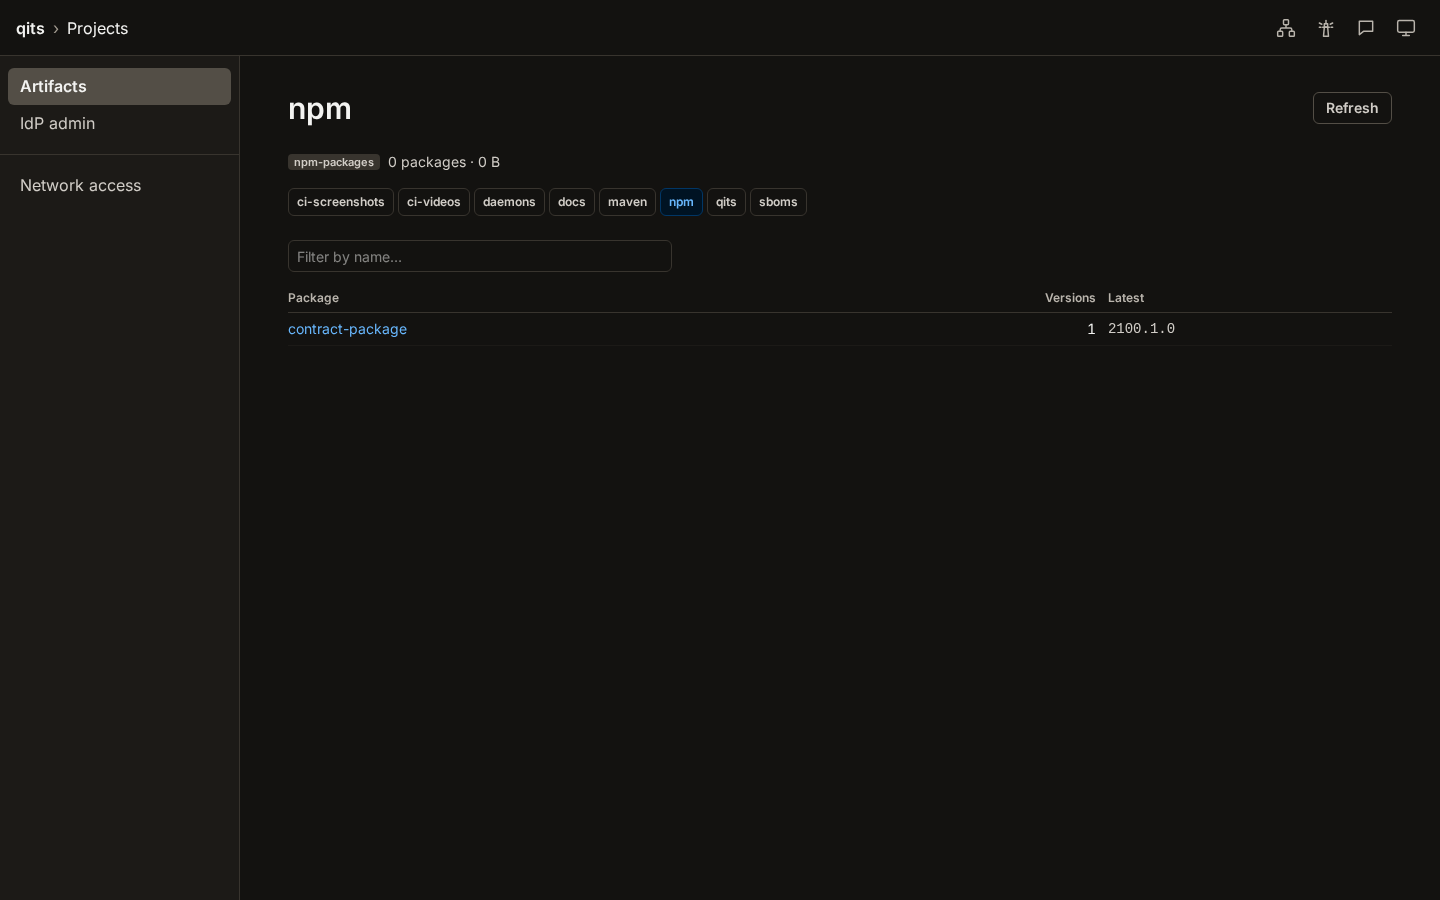 qits › Projects
Artifacts
IdP admin
Network access
npm
Refresh
npm-packages 0 packages · 0 B
ci-screenshots ci-videos daemons docs maven npm qits sboms
Filter by name...
Package Versions Latest
contract-package 1 2100.1.0